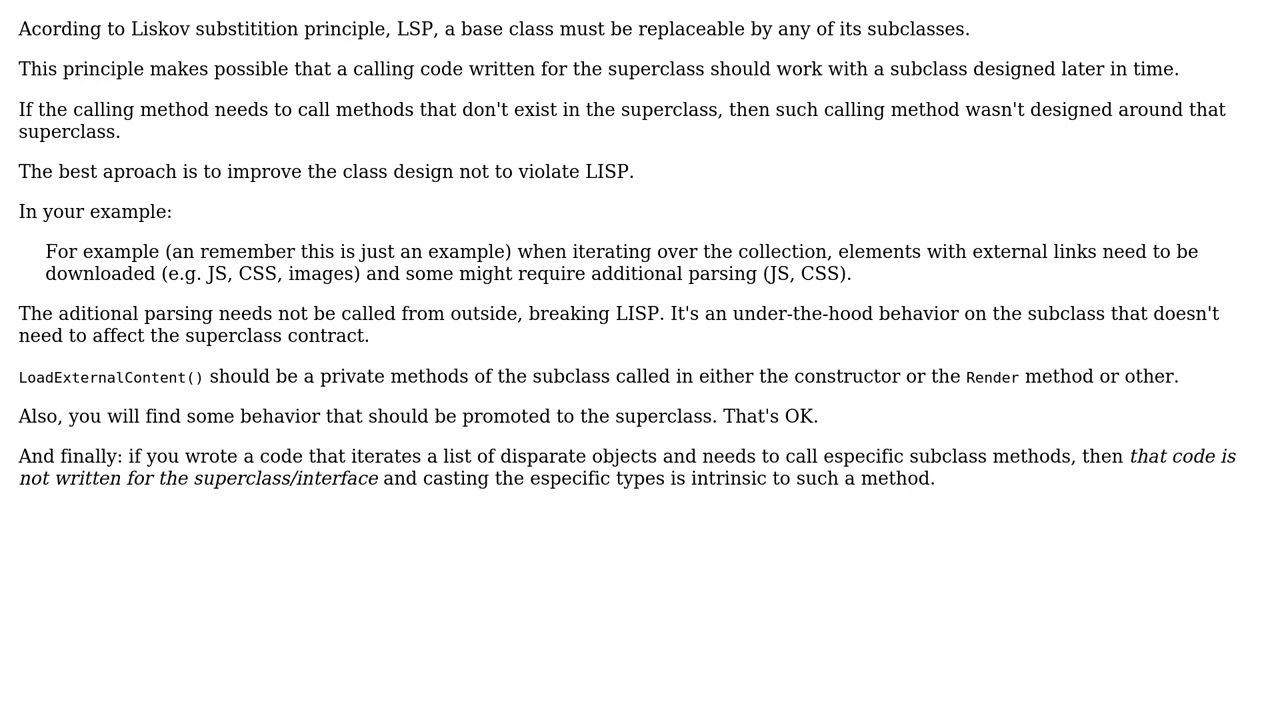 Acording to Liskov substitition principle, LSP, a base class must be replaceable by any of its subclasses.
This principle makes possible that a calling code written for the superclass should work with a subclass designed later in time.
If the calling method needs to call methods that don't exist in the superclass, then such calling method wasn't designed around that
superclass.
The best aproach is to improve the class design not to violate LISP.
In your example:
For example (an remember this is just an example) when iterating over the collection, elements with external links need to be
downloaded (e.g. JS, CSS, images) and some might require additional parsing (JS, CSS).
The aditional parsing needs not be called from outside, breaking LISP. It's an under-the-hood behavior on the subclass that doesn't
need to affect the superclass contract.
LoadExternalContent() should be a private methods of the subclass called in either the constructor or the Render method or other.
Also, you will find some behavior that should be promoted to the superclass. That's OK.
And finally: if you wrote a code that iterates a list of disparate objects and needs to call especific subclass methods, then that code is
not written for the superclass/interface and casting the especific types is intrinsic to such a method.